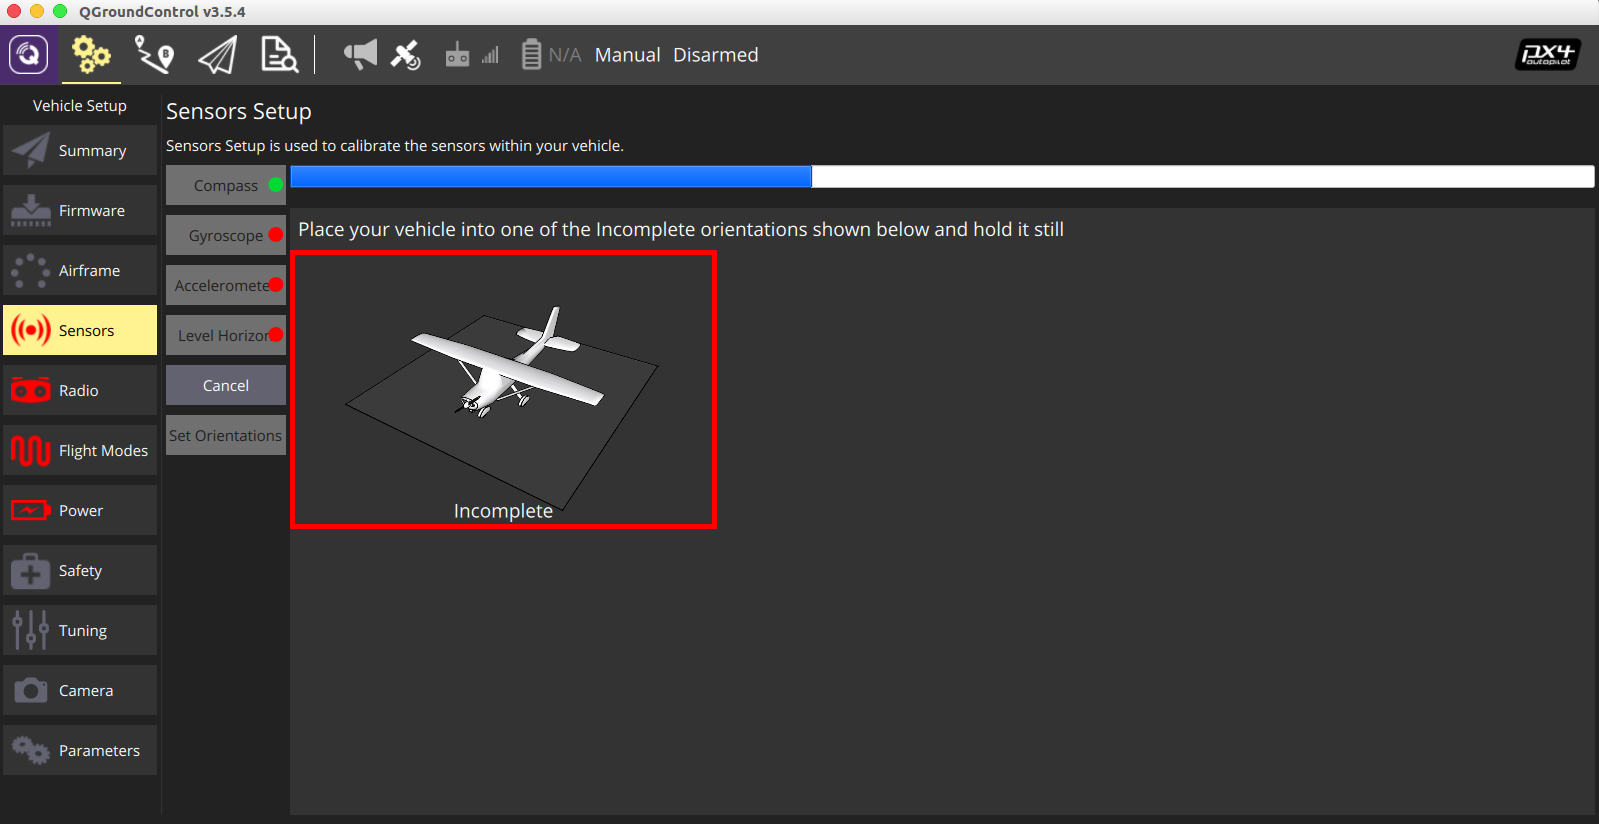 QGroundControl v3.5.4
N/A Manual Disarmed
px4 autopilot
Vehicle Setup
Summary
Firmware
Airframe
Sensors
Radio
Flight Modes
Power
Safety
Tuning
Camera
Parameters
Sensors Setup
Sensors Setup is used to calibrate the sensors within your vehicle.
Compass
Gyroscope
Acceleromete
Level Horizon
Cancel
Set Orientations
Place your vehicle into one of the Incomplete orientations shown below and hold it still
Incomplete